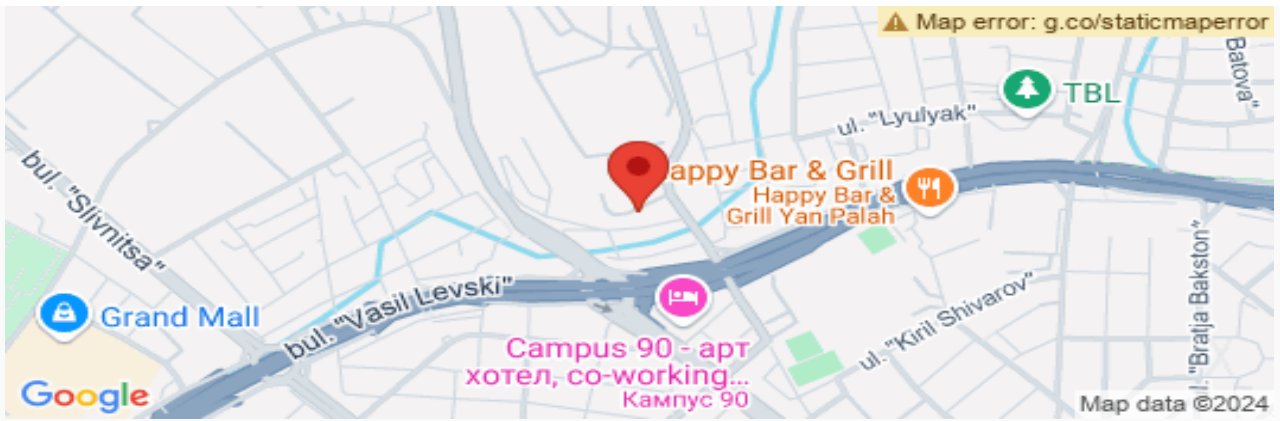 Map error: g.co/staticmaperror
Batova"
TBL
ul. "Lyulyak"
bul. "Slivnitsa"
appy Bar & Grill
Happy Bar &
Grill Yan Palah
bul. "Vasil Levski"
Grand Mall
ul. "Kiril Shivarov"
"Bratja Bakston"
Campus 90 - арт
хотел, co-working...
Кампус 90
Google
Map data ©2024